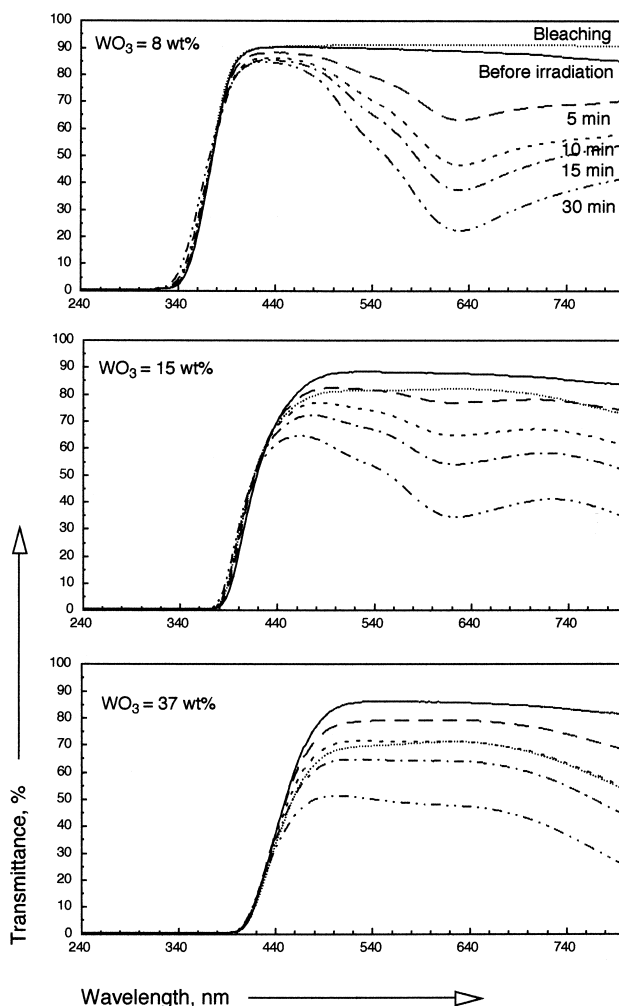 100
90
80
70
60
50
40
30
20
10
0
WO3 = 8 wt%
Bleaching
Before irradiation
5 min
10 min
15 min
30 min
240 340 440 540 640 740
100
90
80
70
60
50
40
30
20
10
0
WO3 = 15 wt%
240 340 440 540 640 740
100
90
80
70
60
50
40
30
20
10
0
WO3 = 37 wt%
240 340 440 540 640 740
Transmittance, %
Wavelength, nm